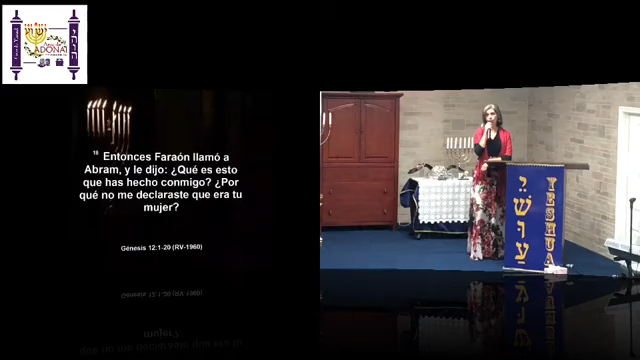 ישוע
ADONAI
¹⁸ Entonces Faraón llamó a
Abram, y le dijo: ¿Qué es esto
que has hecho conmigo? ¿Por
qué no me declaraste que era tu
mujer?
Génesis 12:1-20 (RV-1960)
יֵשׁוּעַ
YESHUA